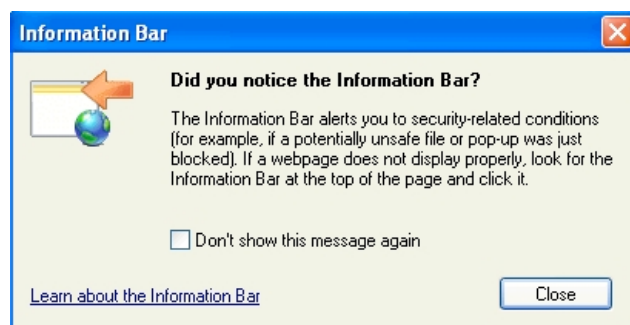 Information Bar
Did you notice the Information Bar?
The Information Bar alerts you to security-related conditions
(for example, if a potentially unsafe file or pop-up was just
blocked). If a webpage does not display properly, look for the
Information Bar at the top of the page and click it.
Don't show this message again
Learn about the Information Bar
Close